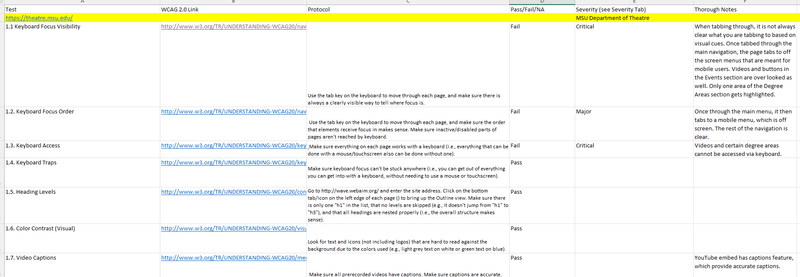 Test WCAG 2.0 Link Protocol Pass/Fail/NA Severity (see Severity Tab) Thorough Notes
https://theatre.msu.edu/ MSU Department of Theatre
1.1 Keyboard Focus Visibility http://www.w3.org/TR/UNDERSTANDING-WCAG20/nav Fail Critical When tabbing through, it is not always
clear what you are tabbing to based on
visual cues. Once tabbed through the
main navigation, the page tabs to off
the screen menus that are meant for
mobile users. Videos and buttons in
the Events section are over looked as
Use the tab key on the keyboard to move through each page, and make sure there is well. Only one area of the Degree
always a clearly visible way to tell where focus is. Areas section gets highlighted.
1.2. Keyboard Focus Order http://www.w3.org/TR/UNDERSTANDING-WCAG20/nav Fail Major Once through the main menu, it then
Use the tab key on the keyboard to move through each page, and make sure the order tabs to a mobile menu, which is off
that elements receive focus in makes sense. Make sure inactive/disabled parts of screen. The rest of the navigation is
pages aren't reached by keyboard. clear.
1.3. Keyboard Access http://www.w3.org/TR/UNDERSTANDING-WCAG20/key Make sure everything on each page works with a keyboard (i.e., everything that can be Fail Critical Videos and certain degree areas
done with a mouse/touchscreen also can be done without one). cannot be accessed via keyboard.
1.4. Keyboard Traps http://www.w3.org/TR/UNDERSTANDING-WCAG20/key Pass
Make sure keyboard focus can't be stuck anywhere (i.e., you can get out of everything
you can get into with a keyboard, without needing to use a mouse or touchscreen).
1.5. Heading Levels http://www.w3.org/TR/UNDERSTANDING-WCAG20/con Go to http://wave.webaim.org/ and enter the site address. Click on the bottom Pass
tab/icon on the left edge of each page () to bring up the Outline view. Make sure there
is only one "h1" in the list, that no levels are skipped (e.g., it doesn't jump from "h1" to
"h3"), and that all headings are nested properly (i.e., the overall structure makes
sense).
1.6. Color Contrast (Visual) http://www.w3.org/TR/UNDERSTANDING-WCAG20/visu Pass
Look for text and icons (not including logos) that are hard to read against the
background due to the colors used (e.g., light grey text on white or green text on blue).
1.7. Video Captions http://www.w3.org/TR/UNDERSTANDING-WCAG20/me Pass YouTube embed has captions feature,
which provide accurate captions.
Make sure all prerecorded videos have captions. Make sure captions are accurate.